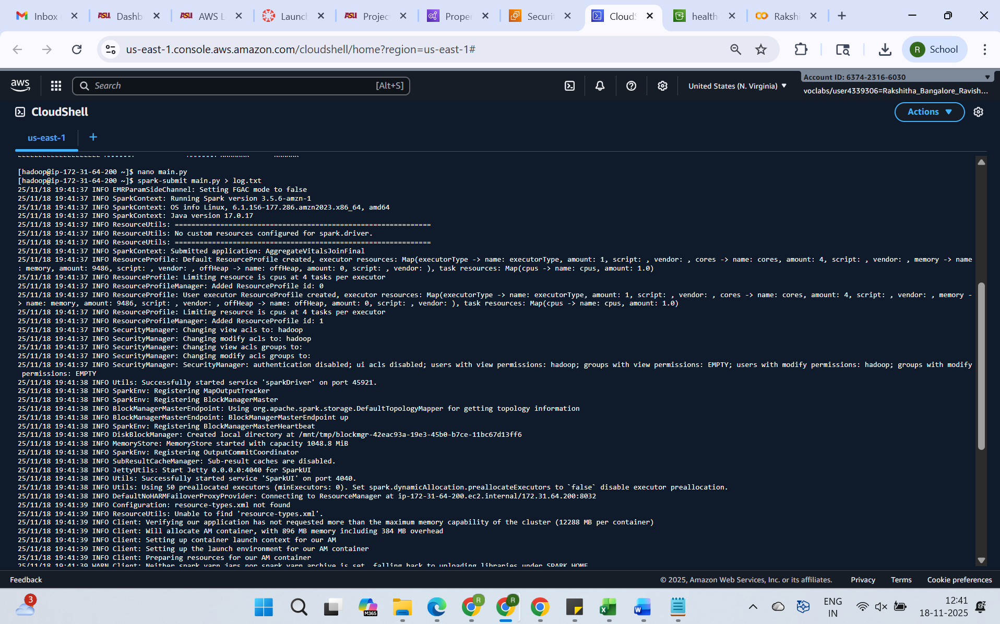 Inbox
Dashb
AWS L
Launch
Project
Proper
Securi
CloudS
health
Rakshi
us-east-1.console.aws.amazon.com/cloudshell/home?region=us-east-1#
R School
aws
Search [Alt+S]
United States (N. Virginia)
Account ID: 6374-2316-6030
voclabs/user4339306=Rakshitha_Bangalore_Ravish...
CloudShell
Actions
us-east-1
[hadoop@ip-172-31-64-200 ~]$ nano main.py
[hadoop@ip-172-31-64-200 ~]$ spark-submit main.py > log.txt
25/11/18 19:41:37 INFO EMRParamSideChannel: Setting FGAC mode to false
25/11/18 19:41:37 INFO SparkContext: Running Spark version 3.5.6-amzn-1
25/11/18 19:41:37 INFO SparkContext: OS info Linux, 6.1.156-177.286.amzn2023.x86_64, amd64
25/11/18 19:41:37 INFO SparkContext: Java version 17.0.17
25/11/18 19:41:37 INFO ResourceUtils: ==============================================================
25/11/18 19:41:37 INFO ResourceUtils: No custom resources configured for spark.driver.
25/11/18 19:41:37 INFO ResourceUtils: ==============================================================
25/11/18 19:41:37 INFO SparkContext: Submitted application: AggregateVitalsJoinFinal
25/11/18 19:41:37 INFO ResourceProfile: Default ResourceProfile created, executor resources: Map(executorType -> name: executorType, amount: 1, script: , vendor: , cores -> name: cores, amount: 4, script: , vendor: , memory -> name
: memory, amount: 9486, script: , vendor: , offHeap -> name: offHeap, amount: 0, script: , vendor: ), task resources: Map(cpus -> name: cpus, amount: 1.0)
25/11/18 19:41:37 INFO ResourceProfile: Limiting resource is cpus at 4 tasks per executor
25/11/18 19:41:37 INFO ResourceProfileManager: Added ResourceProfile id: 0
25/11/18 19:41:37 INFO ResourceProfile: User executor ResourceProfile created, executor resources: Map(executorType -> name: executorType, amount: 1, script: , vendor: , cores -> name: cores, amount: 4, script: , vendor: , memory -
> name: memory, amount: 9486, script: , vendor: , offHeap -> name: offHeap, amount: 0, script: , vendor: ), task resources: Map(cpus -> name: cpus, amount: 1.0)
25/11/18 19:41:37 INFO ResourceProfile: Limiting resource is cpus at 4 tasks per executor
25/11/18 19:41:37 INFO ResourceProfileManager: Added ResourceProfile id: 1
25/11/18 19:41:37 INFO SecurityManager: Changing view acls to: hadoop
25/11/18 19:41:37 INFO SecurityManager: Changing modify acls to: hadoop
25/11/18 19:41:37 INFO SecurityManager: Changing view acls groups to:
25/11/18 19:41:37 INFO SecurityManager: Changing modify acls groups to:
25/11/18 19:41:37 INFO SecurityManager: SecurityManager: authentication disabled; ui acls disabled; users with view permissions: hadoop; groups with view permissions: EMPTY; users with modify permissions: hadoop; groups with modify
permissions: EMPTY
25/11/18 19:41:38 INFO Utils: Successfully started service 'sparkDriver' on port 45921.
25/11/18 19:41:38 INFO SparkEnv: Registering MapOutputTracker
25/11/18 19:41:38 INFO SparkEnv: Registering BlockManagerMaster
25/11/18 19:41:38 INFO BlockManagerMasterEndpoint: Using org.apache.spark.storage.DefaultTopologyMapper for getting topology information
25/11/18 19:41:38 INFO BlockManagerMasterEndpoint: BlockManagerMasterEndpoint up
25/11/18 19:41:38 INFO SparkEnv: Registering BlockManagerMasterHeartbeat
25/11/18 19:41:38 INFO DiskBlockManager: Created local directory at /mnt/tmp/blockmgr-42eac93a-19e3-45b0-b7ce-11bc67d13ff6
25/11/18 19:41:38 INFO MemoryStore: MemoryStore started with capacity 1048.8 MiB
25/11/18 19:41:38 INFO SparkEnv: Registering OutputCommitCoordinator
25/11/18 19:41:38 INFO SubResultCacheManager: Sub-result caches are disabled.
25/11/18 19:41:38 INFO JettyUtils: Start Jetty 0.0.0.0:4040 for SparkUI
25/11/18 19:41:38 INFO Utils: Successfully started service 'SparkUI' on port 4040.
25/11/18 19:41:38 INFO Utils: Using 50 preallocated executors (minExecutors: 0). Set spark.dynamicAllocation.preallocateExecutors to `false` disable executor preallocation.
25/11/18 19:41:38 INFO DefaultNoHARMFailoverProxyProvider: Connecting to ResourceManager at ip-172-31-64-200.ec2.internal/172.31.64.200:8032
25/11/18 19:41:39 INFO Configuration: resource-types.xml not found
25/11/18 19:41:39 INFO ResourceUtils: Unable to find 'resource-types.xml'.
25/11/18 19:41:39 INFO Client: Verifying our application has not requested more than the maximum memory capability of the cluster (12288 MB per container)
25/11/18 19:41:39 INFO Client: Will allocate AM container, with 896 MB memory including 384 MB overhead
25/11/18 19:41:39 INFO Client: Setting up container launch context for our AM
25/11/18 19:41:39 INFO Client: Setting up the launch environment for our AM container
25/11/18 19:41:39 INFO Client: Preparing resources for our AM container
25/11/18 19:41:39 WARN Client: Neither spark.yarn.jars nor spark.yarn.archive is set, falling back to uploading libraries under SPARK_HOME.
Feedback
© 2025, Amazon Web Services, Inc. or its affiliates. Privacy Terms Cookie preferences
3
M365
R
R
ENG
IN
12:41
18-11-2025